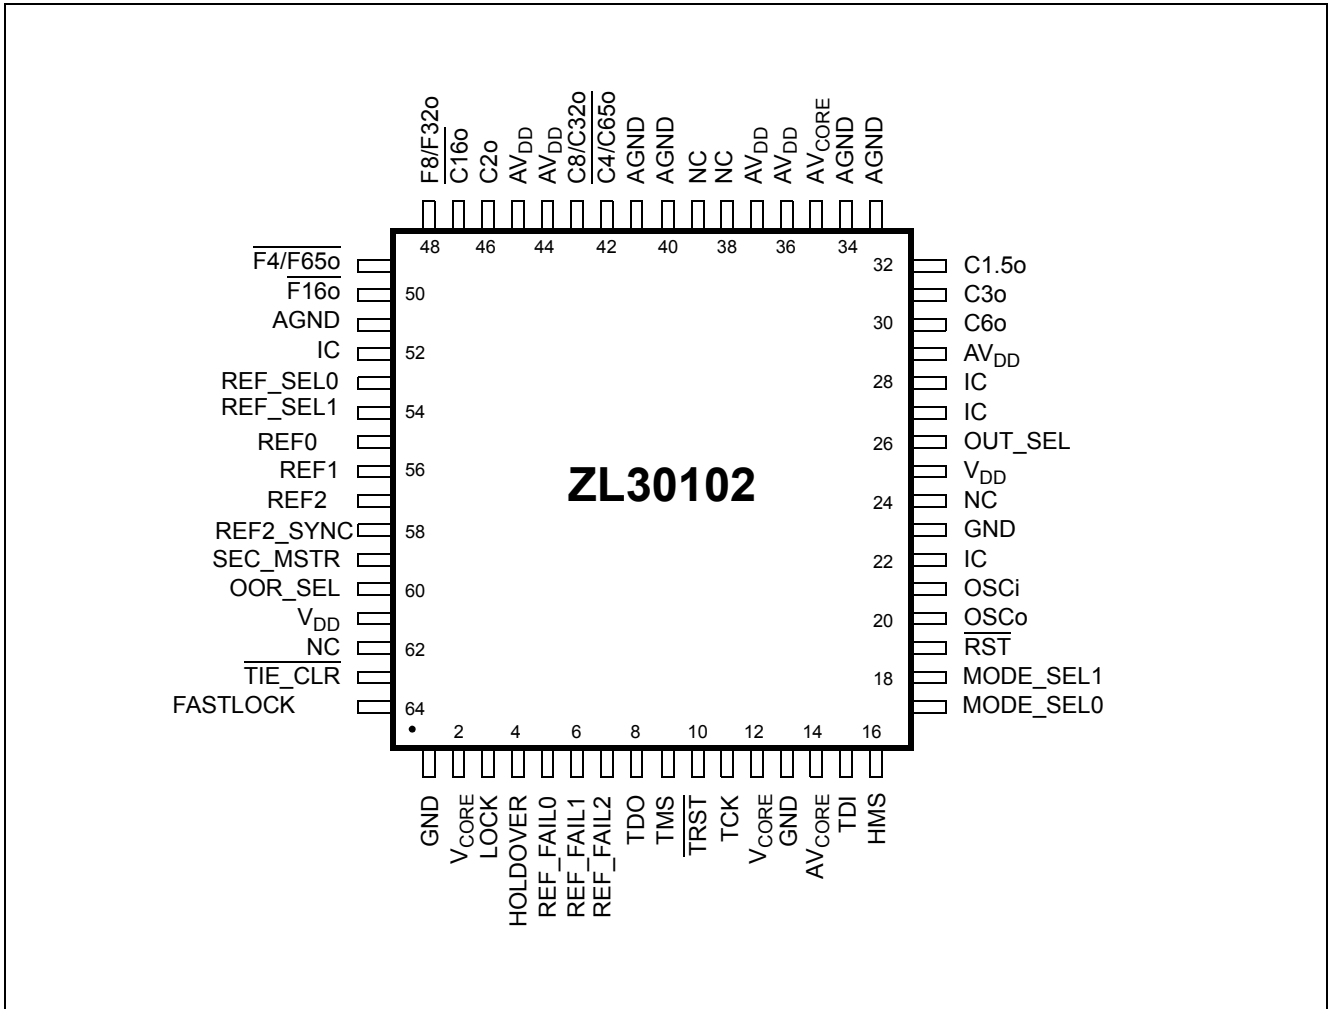 F8/F32o
C16o
C2o
AVDD
AVDD
C8/C32o
C4/C65o
AGND
AGND
NC
NC
AVDD
AVDD
AVCORE
AGND
AGND
48 46 44 42 40 38 36 34
F4/F65o
F16o
AGND
IC
REF_SEL0
REF_SEL1
REF0
REF1
REF2
REF2_SYNC
SEC_MSTR
OOR_SEL
VDD
NC
TIE_CLR
FASTLOCK
50
52
54
56
58
60
62
64
ZL30102
32
30
28
26
24
22
20
18
C1.5o
C3o
C6o
AVDD
IC
IC
OUT_SEL
VDD
NC
GND
IC
OSCi
OSCo
RST
MODE_SEL1
MODE_SEL0
2 4 6 8 10 12 14 16
GND
VCORE
LOCK
HOLDOVER
REF_FAIL0
REF_FAIL1
REF_FAIL2
TDO
TMS
TRST
TCK
VCORE
GND
AVCORE
TDI
HMS